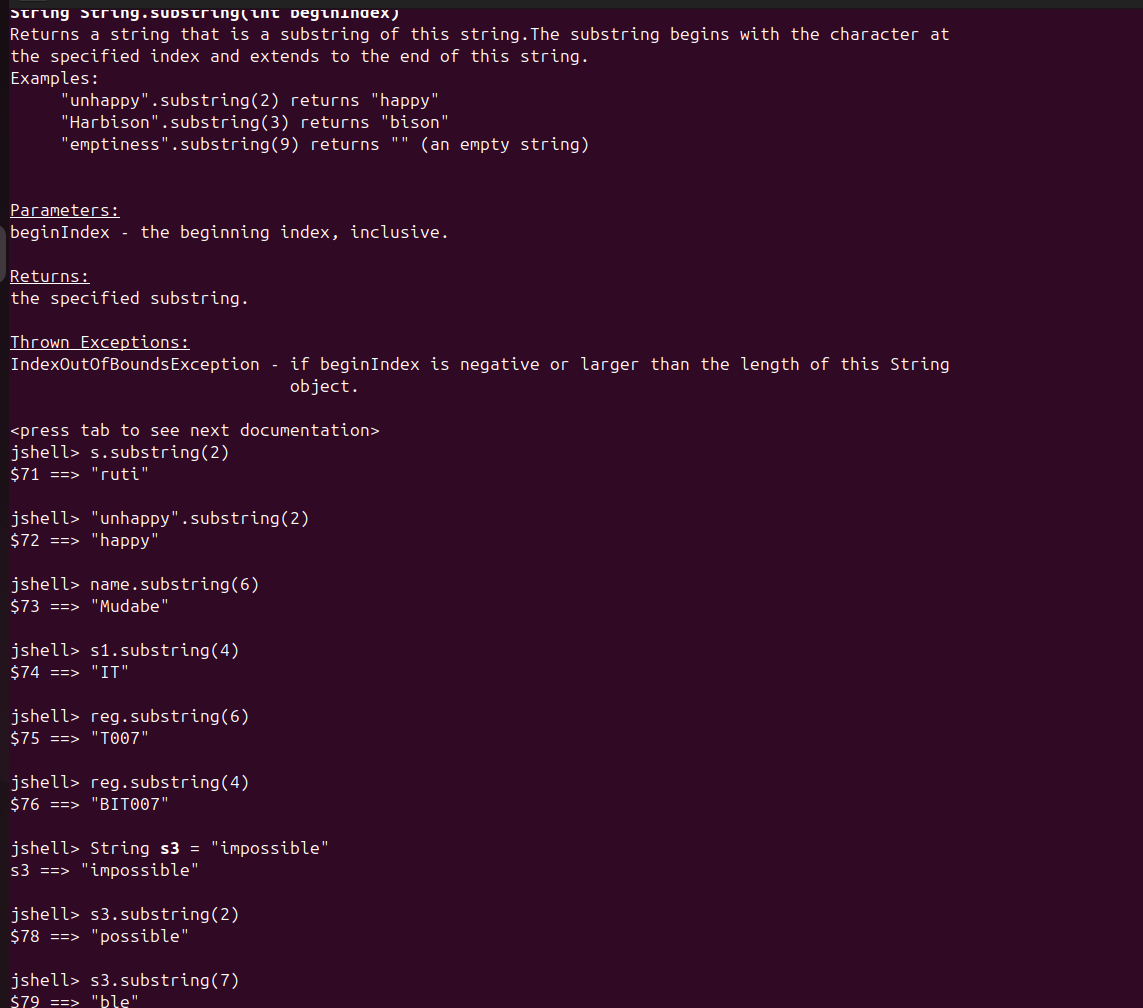 String String.substring(int beginIndex)
Returns a string that is a substring of this string.The substring begins with the character at
the specified index and extends to the end of this string.
Examples:
     "unhappy".substring(2) returns "happy"
     "Harbison".substring(3) returns "bison"
     "emptiness".substring(9) returns "" (an empty string)
Parameters:
beginIndex - the beginning index, inclusive.
Returns:
the specified substring.
Thrown Exceptions:
IndexOutOfBoundsException - if beginIndex is negative or larger than the length of this String
                            object.
<press tab to see next documentation>
jshell> s.substring(2)
$71 ==> "ruti"
jshell> "unhappy".substring(2)
$72 ==> "happy"
jshell> name.substring(6)
$73 ==> "Mudabe"
jshell> s1.substring(4)
$74 ==> "IT"
jshell> reg.substring(6)
$75 ==> "T007"
jshell> reg.substring(4)
$76 ==> "BIT007"
jshell> String s3 = "impossible"
s3 ==> "impossible"
jshell> s3.substring(2)
$78 ==> "possible"
jshell> s3.substring(7)
$79 ==> "ble"